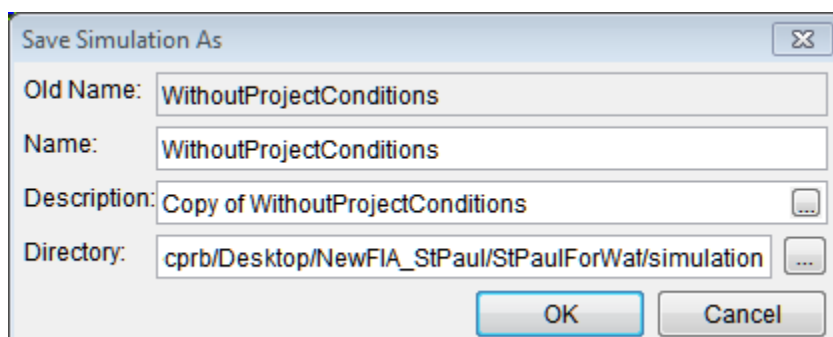 Save Simulation As
Old Name: WithoutProjectConditions
Name: WithoutProjectConditions
Description: Copy of WithoutProjectConditions ...
Directory: cprb/Desktop/NewFIA_StPaul/StPaulForWat/simulation ...
OK Cancel